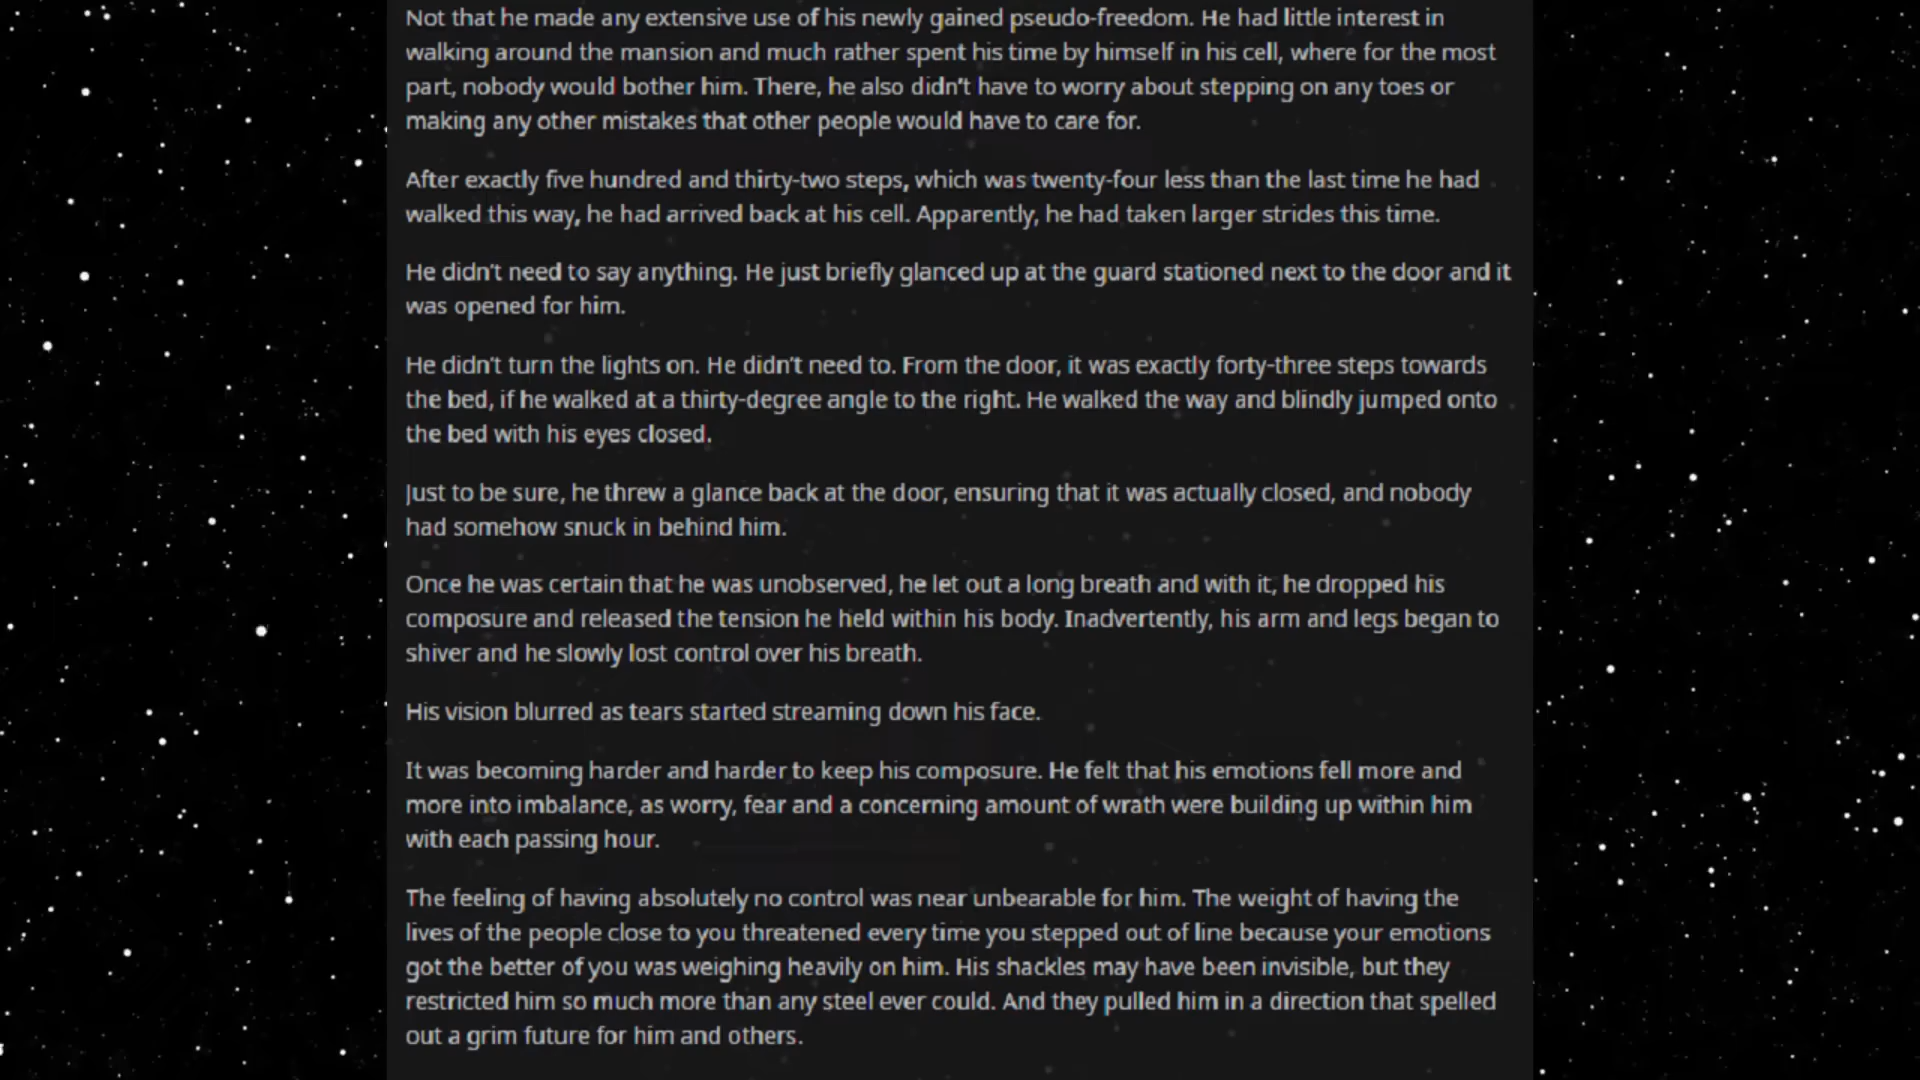 Not that he made any extensive use of his newly gained pseudo-freedom. He had little interest in
walking around the mansion and much rather spent his time by himself in his cell, where for the most
part, nobody would bother him. There, he also didn't have to worry about stepping on any toes or
making any other mistakes that other people would have to care for.
After exactly five hundred and thirty-two steps, which was twenty-four less than the last time he had
walked this way, he had arrived back at his cell. Apparently, he had taken larger strides this time.
He didn't need to say anything. He just briefly glanced up at the guard stationed next to the door and it
was opened for him.
He didn't turn the lights on. He didn't need to. From the door, it was exactly forty-three steps towards
the bed, if he walked at a thirty-degree angle to the right. He walked the way and blindly jumped onto
the bed with his eyes closed.
Just to be sure, he threw a glance back at the door, ensuring that it was actually closed, and nobody
had somehow snuck in behind him.
Once he was certain that he was unobserved, he let out a long breath and with it, he dropped his
composure and released the tension he held within his body. Inadvertently, his arm and legs began to
shiver and he slowly lost control over his breath.
His vision blurred as tears started streaming down his face.
It was becoming harder and harder to keep his composure. He felt that his emotions fell more and
more into imbalance, as worry, fear and a concerning amount of wrath were building up within him
with each passing hour.
The feeling of having absolutely no control was near unbearable for him. The weight of having the
lives of the people close to you threatened every time you stepped out of line because your emotions
got the better of you was weighing heavily on him. His shackles may have been invisible, but they
restricted him so much more than any steel ever could. And they pulled him in a direction that spelled
out a grim future for him and others.